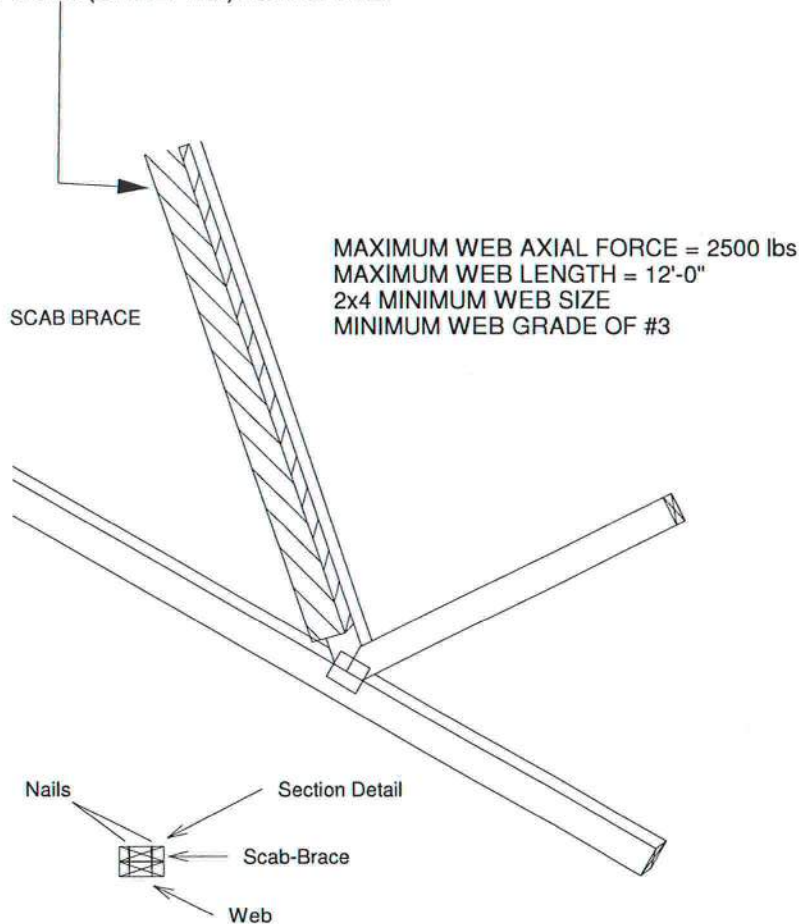 MAXIMUM WEB AXIAL FORCE = 2500 lbs
MAXIMUM WEB LENGTH = 12'-0"
2x4 MINIMUM WEB SIZE
MINIMUM WEB GRADE OF #3
SCAB BRACE
Nails
Section Detail
Scab-Brace
Web